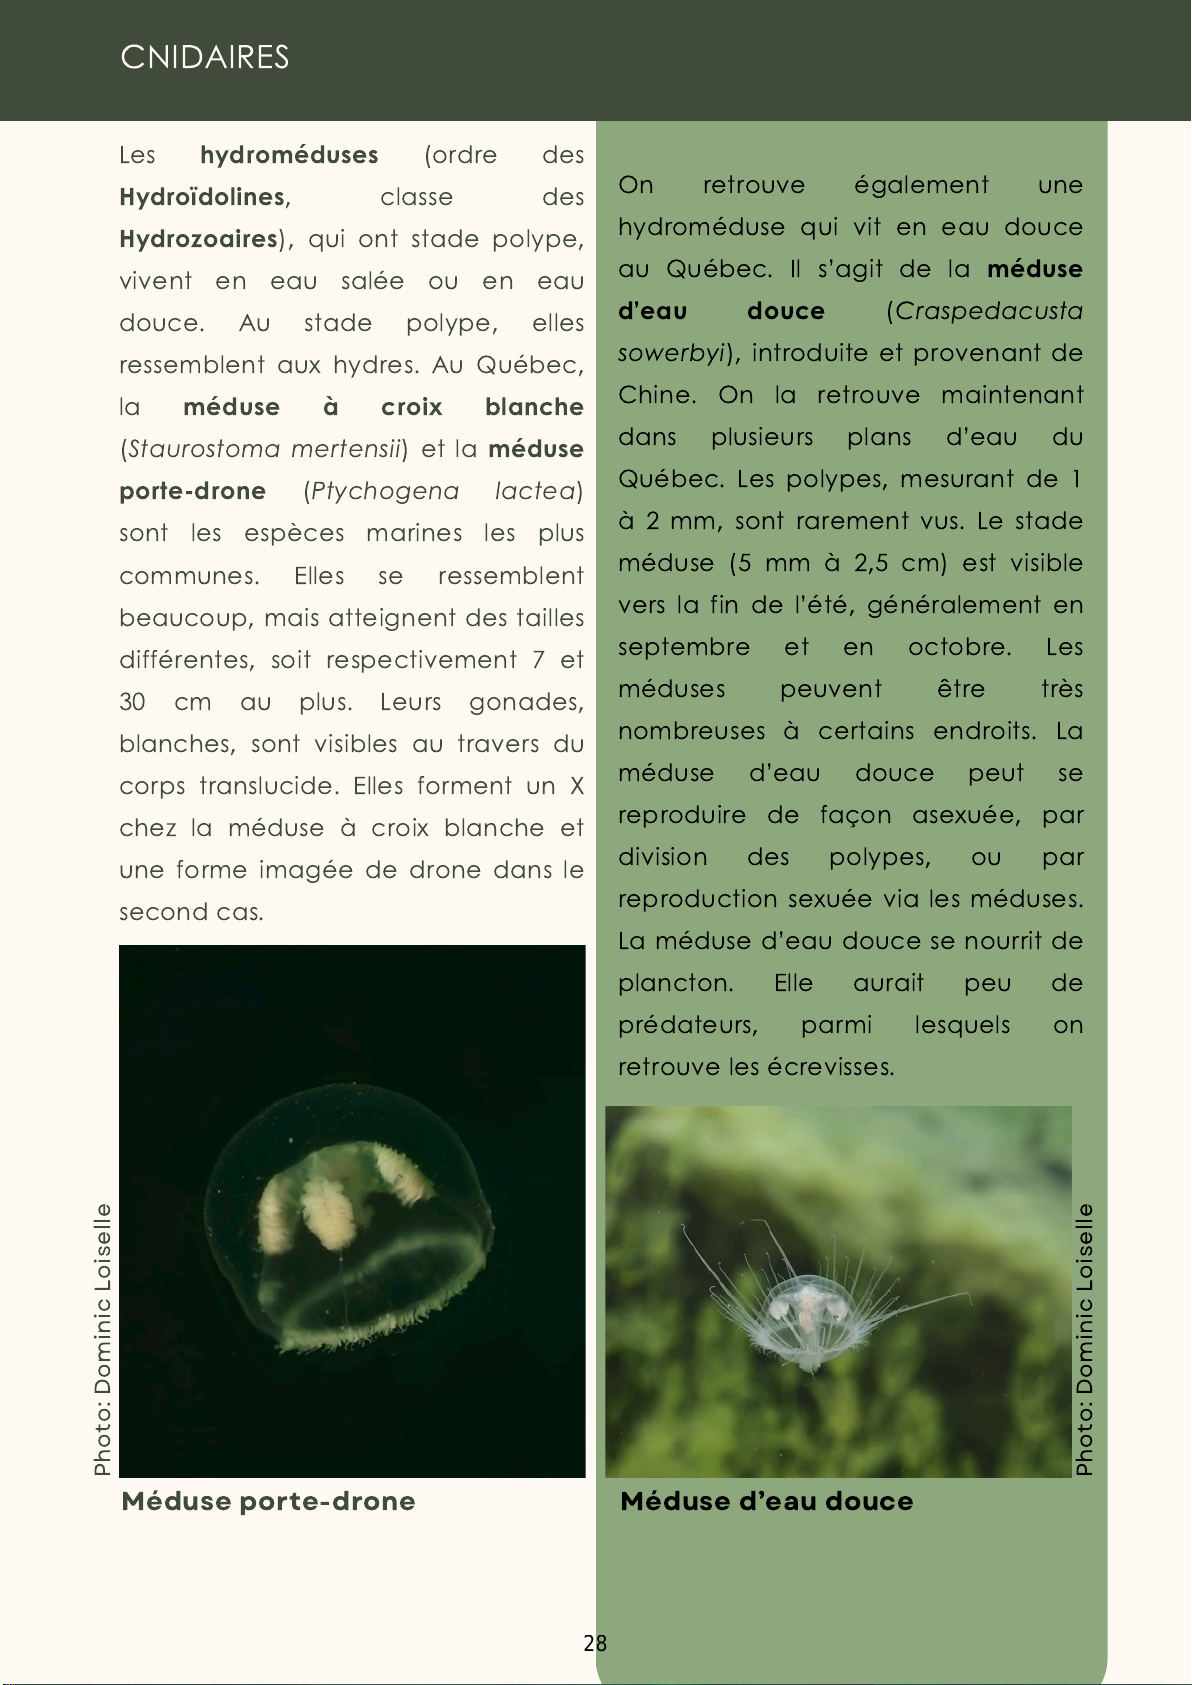 CNIDAIRES
Les hydroméduses (ordre des
Hydroïdolines, classe des
Hydrozoaires), qui ont stade polype,
vivent en eau salée ou en eau
douce. Au stade polype, elles
ressemblent aux hydres. Au Québec,
la méduse à croix blanche
(Staurostoma mertensii) et la méduse
porte-drone (Ptychogena lactea)
sont les espèces marines les plus
communes. Elles se ressemblent
beaucoup, mais atteignent des tailles
différentes, soit respectivement 7 et
30 cm au plus. Leurs gonades,
blanches, sont visibles au travers du
corps translucide. Elles forment un X
chez la méduse à croix blanche et
une forme imagée de drone dans le
second cas.
Photo: Dominic Loiselle
Méduse porte-drone
On retrouve également une
hydroméduse qui vit en eau douce
au Québec. Il s’agit de la méduse
d’eau douce (Craspedacusta
sowerbyi), introduite et provenant de
Chine. On la retrouve maintenant
dans plusieurs plans d’eau du
Québec. Les polypes, mesurant de 1
à 2 mm, sont rarement vus. Le stade
méduse (5 mm à 2,5 cm) est visible
vers la fin de l’été, généralement en
septembre et en octobre. Les
méduses peuvent être très
nombreuses à certains endroits. La
méduse d’eau douce peut se
reproduire de façon asexuée, par
division des polypes, ou par
reproduction sexuée via les méduses.
La méduse d’eau douce se nourrit de
plancton. Elle aurait peu de
prédateurs, parmi lesquels on
retrouve les écrevisses.
Photo: Dominic Loiselle
Méduse d’eau douce
28